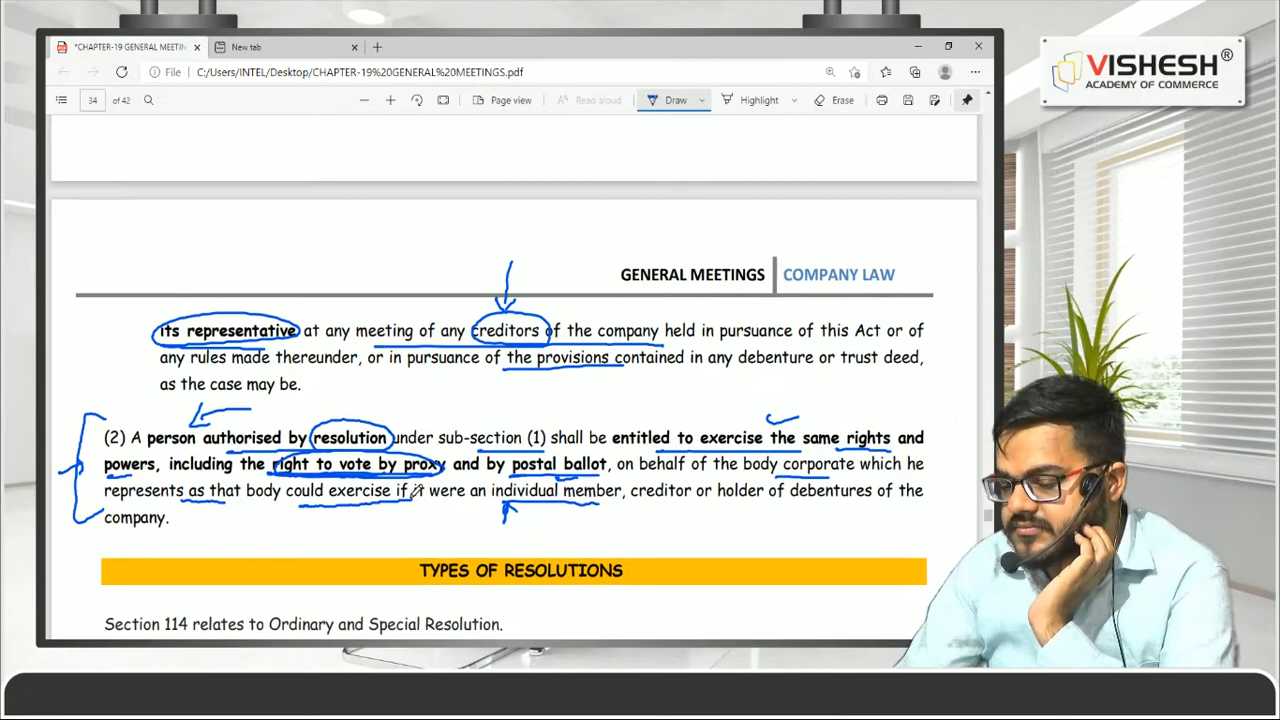 *CHAPTER-19 GENERAL MEETIN
New tab
File
C:/Users/INTEL/Desktop/CHAPTER-19%20GENERAL%20MEETINGS.pdf
VISHESH®
ACADEMY OF COMMERCE
34 of 42
Page view
Read aloud
Draw
Highlight
Erase
GENERAL MEETINGS COMPANY LAW
its representative at any meeting of any creditors of the company held in pursuance of this Act or of
any rules made thereunder, or in pursuance of the provisions contained in any debenture or trust deed,
as the case may be.
(2) A person authorised by resolution under sub-section (1) shall be entitled to exercise the same rights and
powers, including the right to vote by proxy and by postal ballot, on behalf of the body corporate which he
represents as that body could exercise if it were an individual member, creditor or holder of debentures of the
company.
TYPES OF RESOLUTIONS
Section 114 relates to Ordinary and Special Resolution.